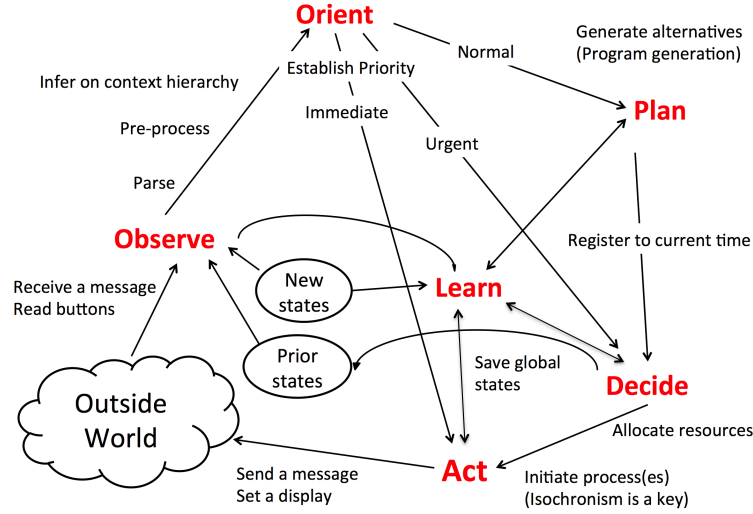 Orient
Generate alternatives
(Program generation)
Normal
Establish Priority
Infer on context hierarchy
Immediate
Plan
Pre-process
Urgent
Parse
Observe
Register to current time
Receive a message
Read buttons
New
states
Learn
Prior
states
Save global
states
Decide
Outside
World
Allocate resources
Act
Send a message
Set a display
Initiate process(es)
(Isochronism is a key)